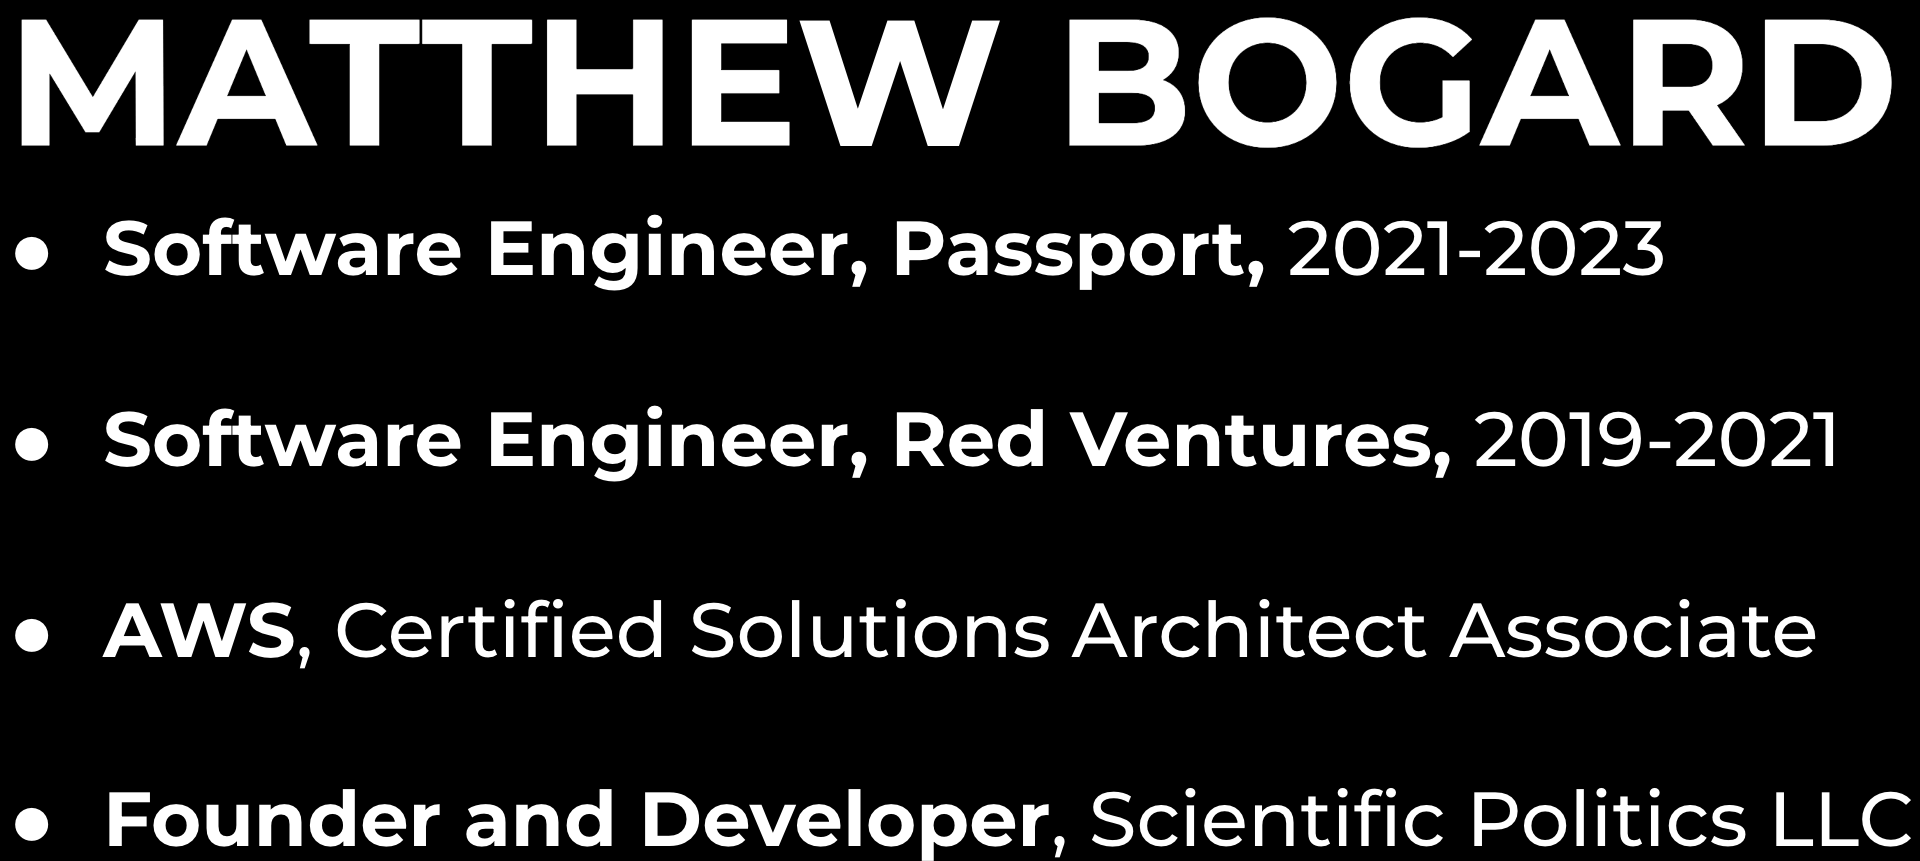 MATTHEW BOGARD
● Software Engineer, Passport, 2021-2023
● Software Engineer, Red Ventures, 2019-2021
● AWS, Certified Solutions Architect Associate
● Founder and Developer, Scientific Politics LLC